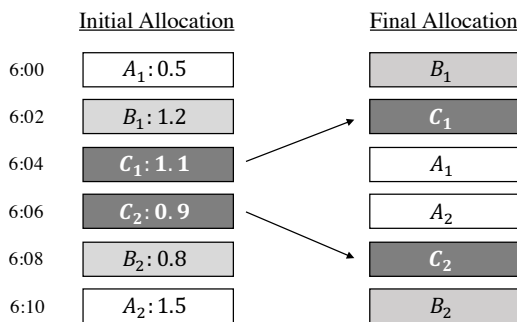 Initial Allocation Final Allocation
6:00 A₁: 0.5 B₁
6:02 B₁: 1.2 C₁
6:04 C₁: 1.1 A₁
6:06 C₂: 0.9 A₂
6:08 B₂: 0.8 C₂
6:10 A₂: 1.5 B₂